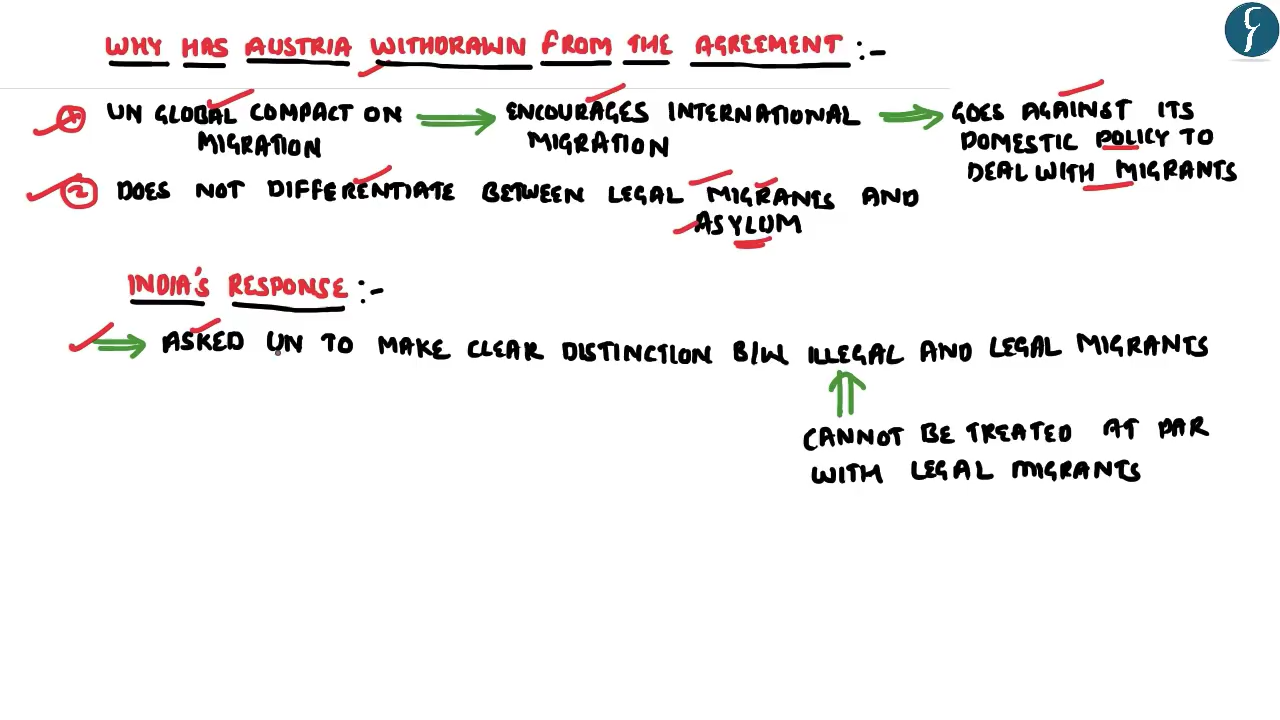 WHY HAS AUSTRIA WITHDRAWN FROM THE AGREEMENT :-
UN GLOBAL COMPACT ON MIGRATION ⇒ ENCOURAGES INTERNATIONAL MIGRATION ⇒ GOES AGAINST ITS DOMESTIC POLICY TO DEAL WITH MIGRANTS
2 DOES NOT DIFFERENTIATE BETWEEN LEGAL MIGRANTS AND
ASYLUM
INDIA'S RESPONSE :-
⇒ ASKED UN TO MAKE CLEAR DISTINCTION B/W ILLEGAL AND LEGAL MIGRANTS
CANNOT BE TREATED AT PAR
WITH LEGAL MIGRANTS